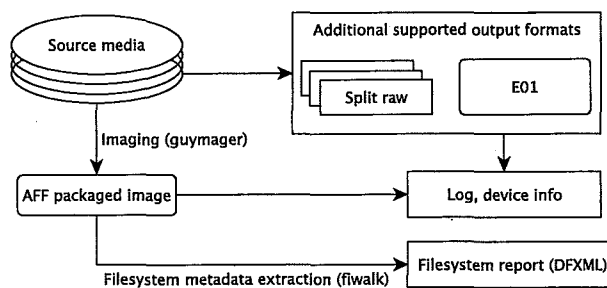 Source media
Additional supported output formats
Split raw
E01
Imaging (guymager)
AFF packaged image
Log, device info
Filesystem report (DFXML)
Filesystem metadata extraction (fiwalk)